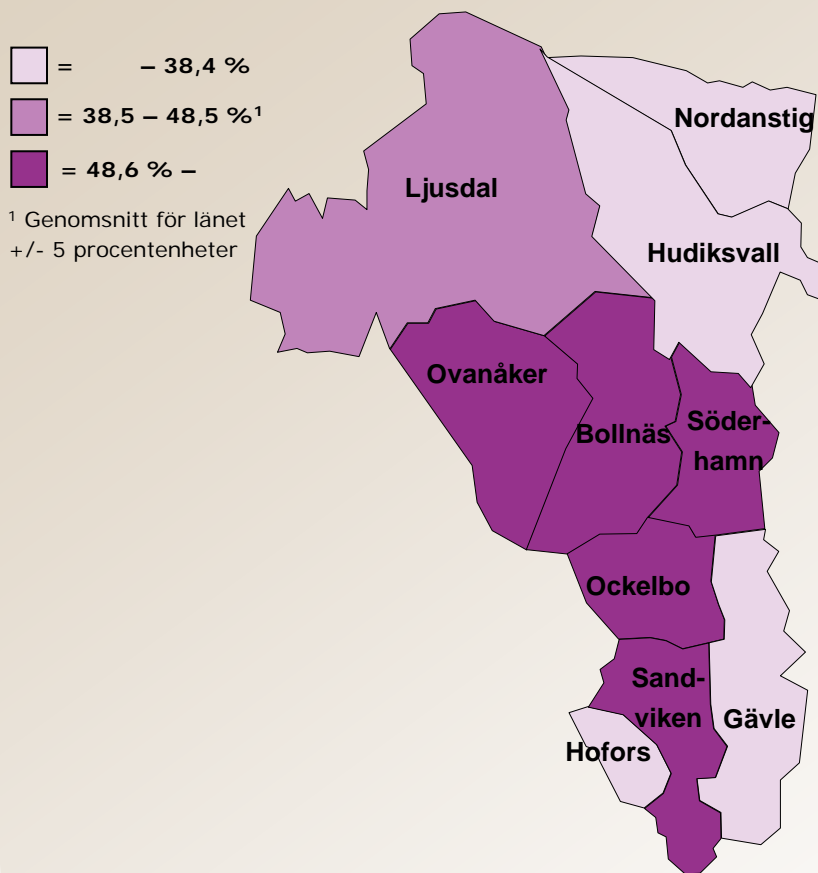 = – 38,4 %
= 38,5 – 48,5 %¹
= 48,6 % –
¹ Genomsnitt för länet
+/- 5 procentenheter
Nordanstig
Ljusdal
Hudiksvall
Ovanåker
Bollnäs
Söder-
hamn
Ockelbo
Sand-
viken
Gävle
Hofors